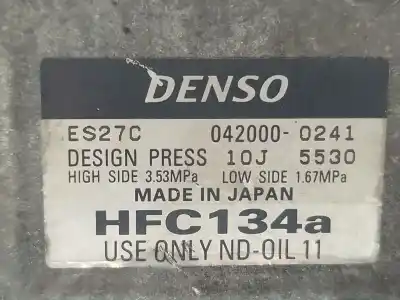 DENSO
ES27C 042000-0241
DESIGN PRESS 10J 5530
HIGH SIDE 3.53MPa LOW SIDE 1.67MPa
MADE IN JAPAN
HFC134a
USE ONLY ND-OIL 11